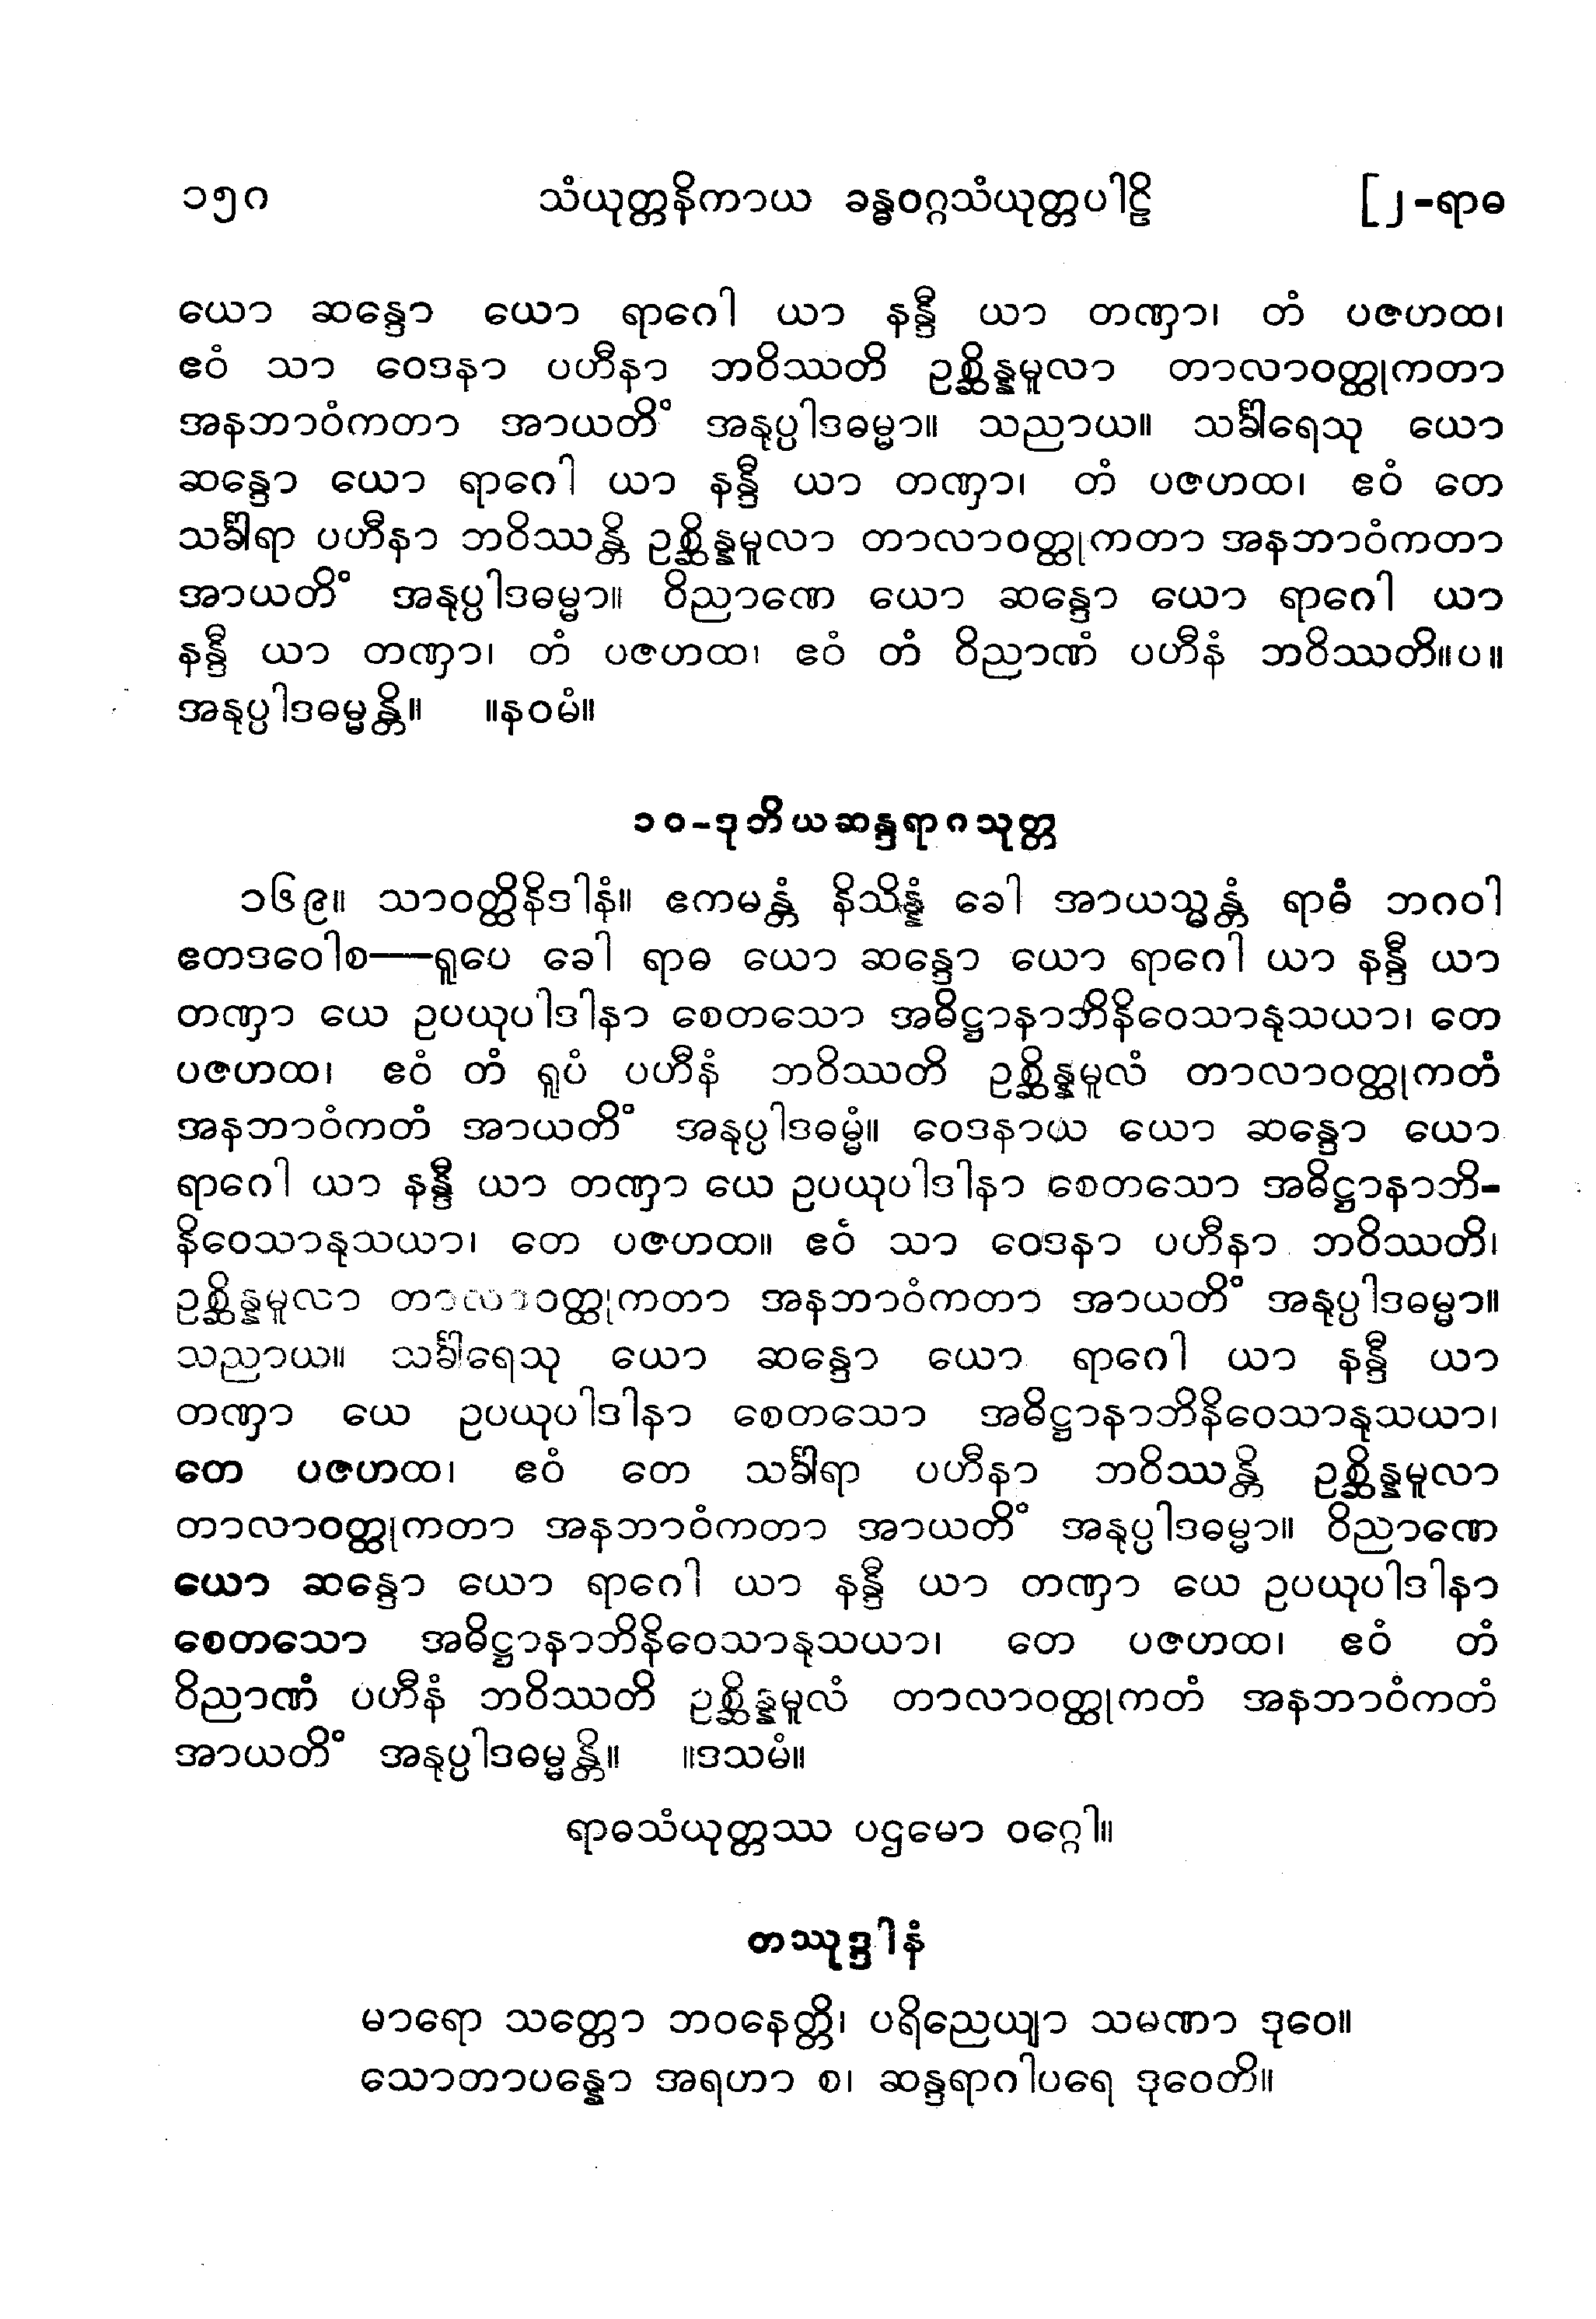 ၁၅၈ သံယုတ္တနိကာယ ခန္ဓဝဂ္ဂသံယုတ္တပါဠိ [၂-ရာဓ
ယော ဆန္ဒော ယော ရာဂေါ ယာ နန္ဒီ ယာ တဏှာ၊ တံ ပဇဟထ၊
ဧဝံ သာ ဝေဒနာ ပဟီနာ ဘဝိဿတိ ဥစ္ဆိန္နမူလာ တာလာဝတ္ထုကတာ
အနဘာဝံကတာ အာယတိံ အနုပ္ပါဒဓမ္မာ။ သညာယ။ သင်္ခါရေသု ယော
ဆန္ဒော ယော ရာဂေါ ယာ နန္ဒီ ယာ တဏှာ၊ တံ ပဇဟထ၊ ဧဝံ တေ
သင်္ခါရာ ပဟီနာ ဘဝိဿန္တိ ဥစ္ဆိန္နမူလာ တာလာဝတ္ထုကတာ အနဘာဝံကတာ
အာယတိံ အနုပ္ပါဒဓမ္မာ။ ဝိညာဏေ ယော ဆန္ဒော ယော ရာဂေါ ယာ
နန္ဒီ ယာ တဏှာ၊ တံ ပဇဟထ၊ ဧဝံ တံ ဝိညာဏံ ပဟီနံ ဘဝိဿတိ။ပ။
အနုပ္ပါဒဓမ္မန္တိ။ ။နဝမံ။
၁၀-ဒုတိယဆန္ဒရာဂသုတ္တ
၁၆၉။ သာဝတ္ထိနိဒါနံ။ ဧကမန္တံ နိသိန္နံ ခေါ အာယသ္မန္တံ ရာဓံ ဘဂဝါ
ဧတဒဝေါစ—ရူပေ ခေါ ရာဓ ယော ဆန္ဒော ယော ရာဂေါ ယာ နန္ဒီ ယာ
တဏှာ ယေ ဥပယုပါဒါနာ စေတသော အဓိဋ္ဌာနာဘိနိဝေသာနုသယာ၊ တေ
ပဇဟထ၊ ဧဝံ တံ ရူပံ ပဟီနံ ဘဝိဿတိ ဥစ္ဆိန္နမူလံ တာလာဝတ္ထုကတံ
အနဘာဝံကတံ အာယတိံ အနုပ္ပါဒဓမ္မံ။ ဝေဒနာယ ယော ဆန္ဒော ယော
ရာဂေါ ယာ နန္ဒီ ယာ တဏှာ ယေ ဥပယုပါဒါနာ စေတသော အဓိဋ္ဌာနာဘိ-
နိဝေသာနုသယာ၊ တေ ပဇဟထ။ ဧဝံ သာ ဝေဒနာ ပဟီနာ ဘဝိဿတိ၊
ဥစ္ဆိန္နမူလာ တာလာဝတ္ထုကတာ အနဘာဝံကတာ အာယတိံ အနုပ္ပါဒဓမ္မာ။
သညာယ။ သင်္ခါရေသု ယော ဆန္ဒော ယော ရာဂေါ ယာ နန္ဒီ ယာ
တဏှာ ယေ ဥပယုပါဒါနာ စေတသော အဓိဋ္ဌာနာဘိနိဝေသာနုသယာ၊
တေ ပဇဟထ၊ ဧဝံ တေ သင်္ခါရာ ပဟီနာ ဘဝိဿန္တိ ဥစ္ဆိန္နမူလာ
တာလာဝတ္ထုကတာ အနဘာဝံကတာ အာယတိံ အနုပ္ပါဒဓမ္မာ။ ဝိညာဏေ
ယော ဆန္ဒော ယော ရာဂေါ ယာ နန္ဒီ ယာ တဏှာ ယေ ဥပယုပါဒါနာ
စေတသော အဓိဋ္ဌာနာဘိနိဝေသာနုသယာ၊ တေ ပဇဟထ၊ ဧဝံ တံ
ဝိညာဏံ ပဟီနံ ဘဝိဿတိ ဥစ္ဆိန္နမူလံ တာလာဝတ္ထုကတံ အနဘာဝံကတံ
အာယတိံ အနုပ္ပါဒဓမ္မန္တိ။ ။ဒသမံ။
ရာဓသံယုတ္တဿ ပဌမော ဝဂ္ဂေါ။
တဿုဒ္ဒါနံ
မာရော သတ္တော ဘဝနေတ္တိ၊ ပရိညေယျာ သမဏာ ဒုဝေ။
သောတာပန္နော အရဟာ စ၊ ဆန္ဒရာဂါပရေ ဒုဝေတိ။